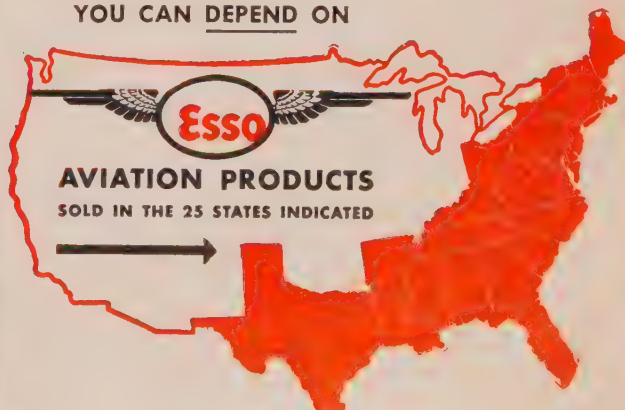 YOU CAN DEPEND ON
Esso
AVIATION PRODUCTS
SOLD IN THE 25 STATES INDICATED